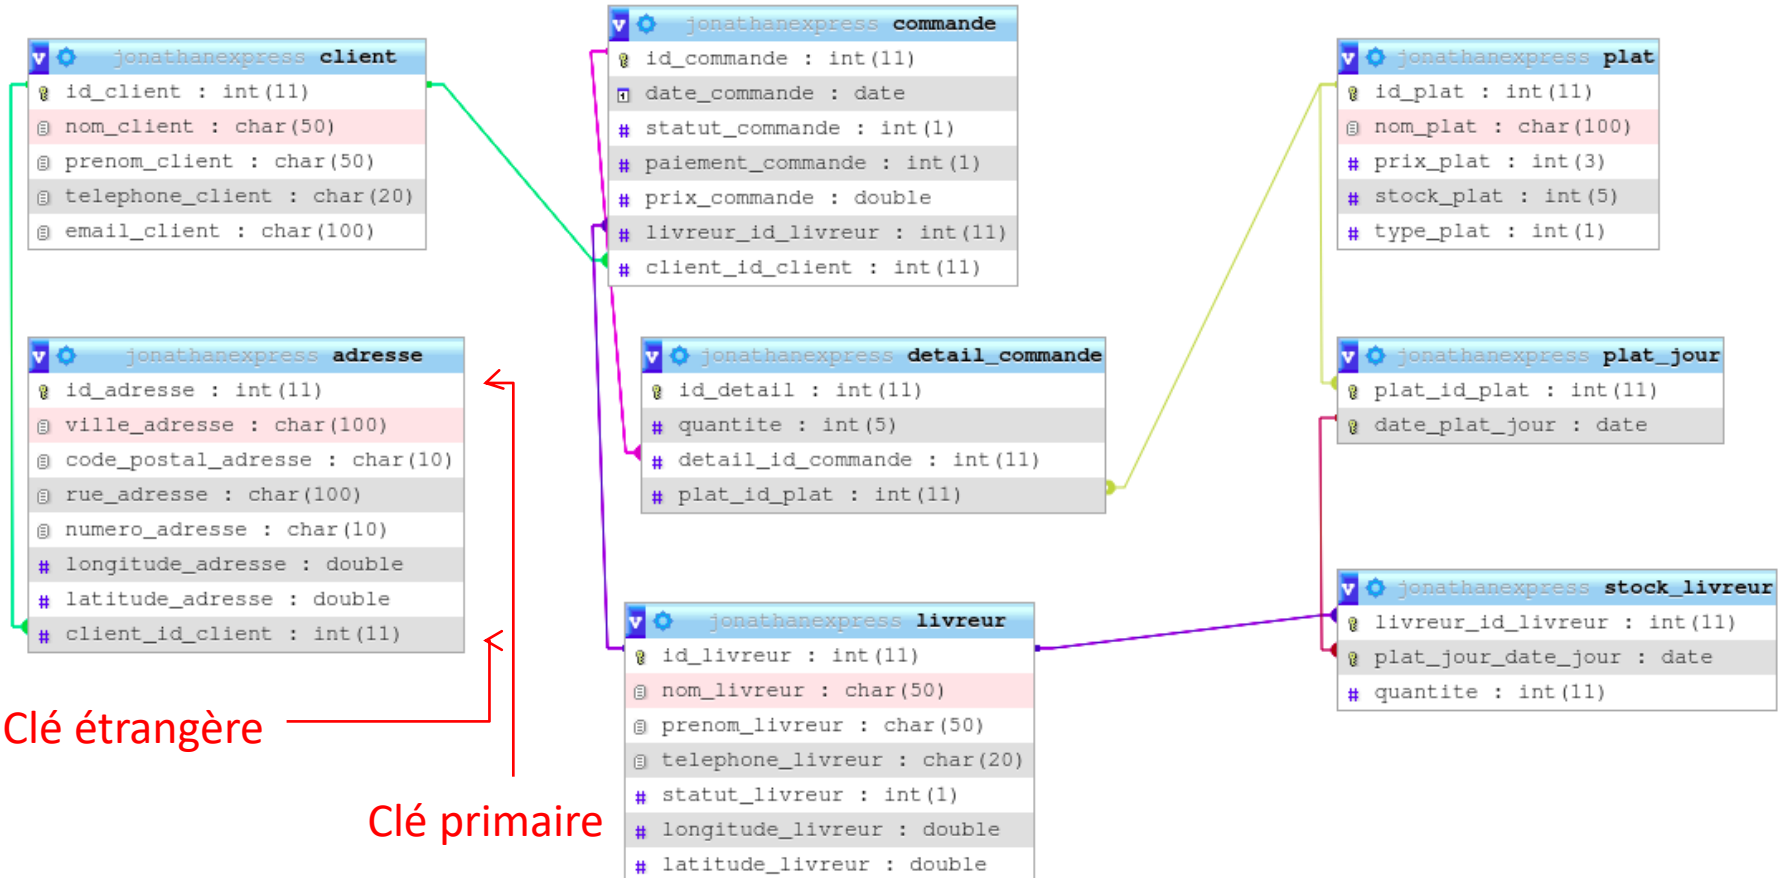 jonathanexpress client
id_client : int(11)
nom_client : char(50)
prenom_client : char(50)
telephone_client : char(20)
email_client : char(100)
jonathanexpress commande
id_commande : int(11)
date_commande : date
statut_commande : int(1)
paiement_commande : int(1)
prix_commande : double
livreur_id_livreur : int(11)
client_id_client : int(11)
jonathanexpress plat
id_plat : int(11)
nom_plat : char(100)
prix_plat : int(3)
stock_plat : int(5)
type_plat : int(1)
jonathanexpress adresse
id_adresse : int(11)
ville_adresse : char(100)
code_postal_adresse : char(10)
rue_adresse : char(100)
numero_adresse : char(10)
longitude_adresse : double
latitude_adresse : double
client_id_client : int(11)
jonathanexpress detail_commande
id_detail : int(11)
quantite : int(5)
detail_id_commande : int(11)
plat_id_plat : int(11)
jonathanexpress plat_jour
plat_id_plat : int(11)
date_plat_jour : date
jonathanexpress livreur
id_livreur : int(11)
nom_livreur : char(50)
prenom_livreur : char(50)
telephone_livreur : char(20)
statut_livreur : int(1)
longitude_livreur : double
latitude_livreur : double
jonathanexpress stock_livreur
livreur_id_livreur : int(11)
plat_jour_date_jour : date
quantite : int(11)
Clé étrangère
Clé primaire